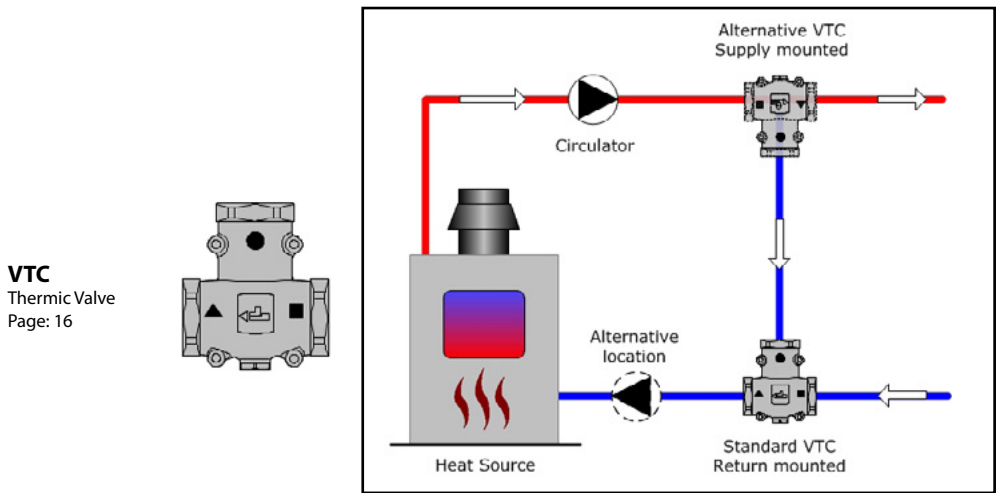 VTC
Thermic Valve
Page: 16
Alternative VTC
Supply mounted
Circulator
Alternative
location
Heat Source
Standard VTC
Return mounted